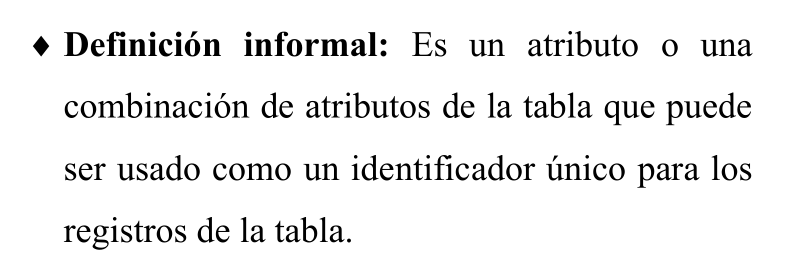 ♦ Definición informal: Es un atributo o una
combinación de atributos de la tabla que puede
ser usado como un identificador único para los
registros de la tabla.